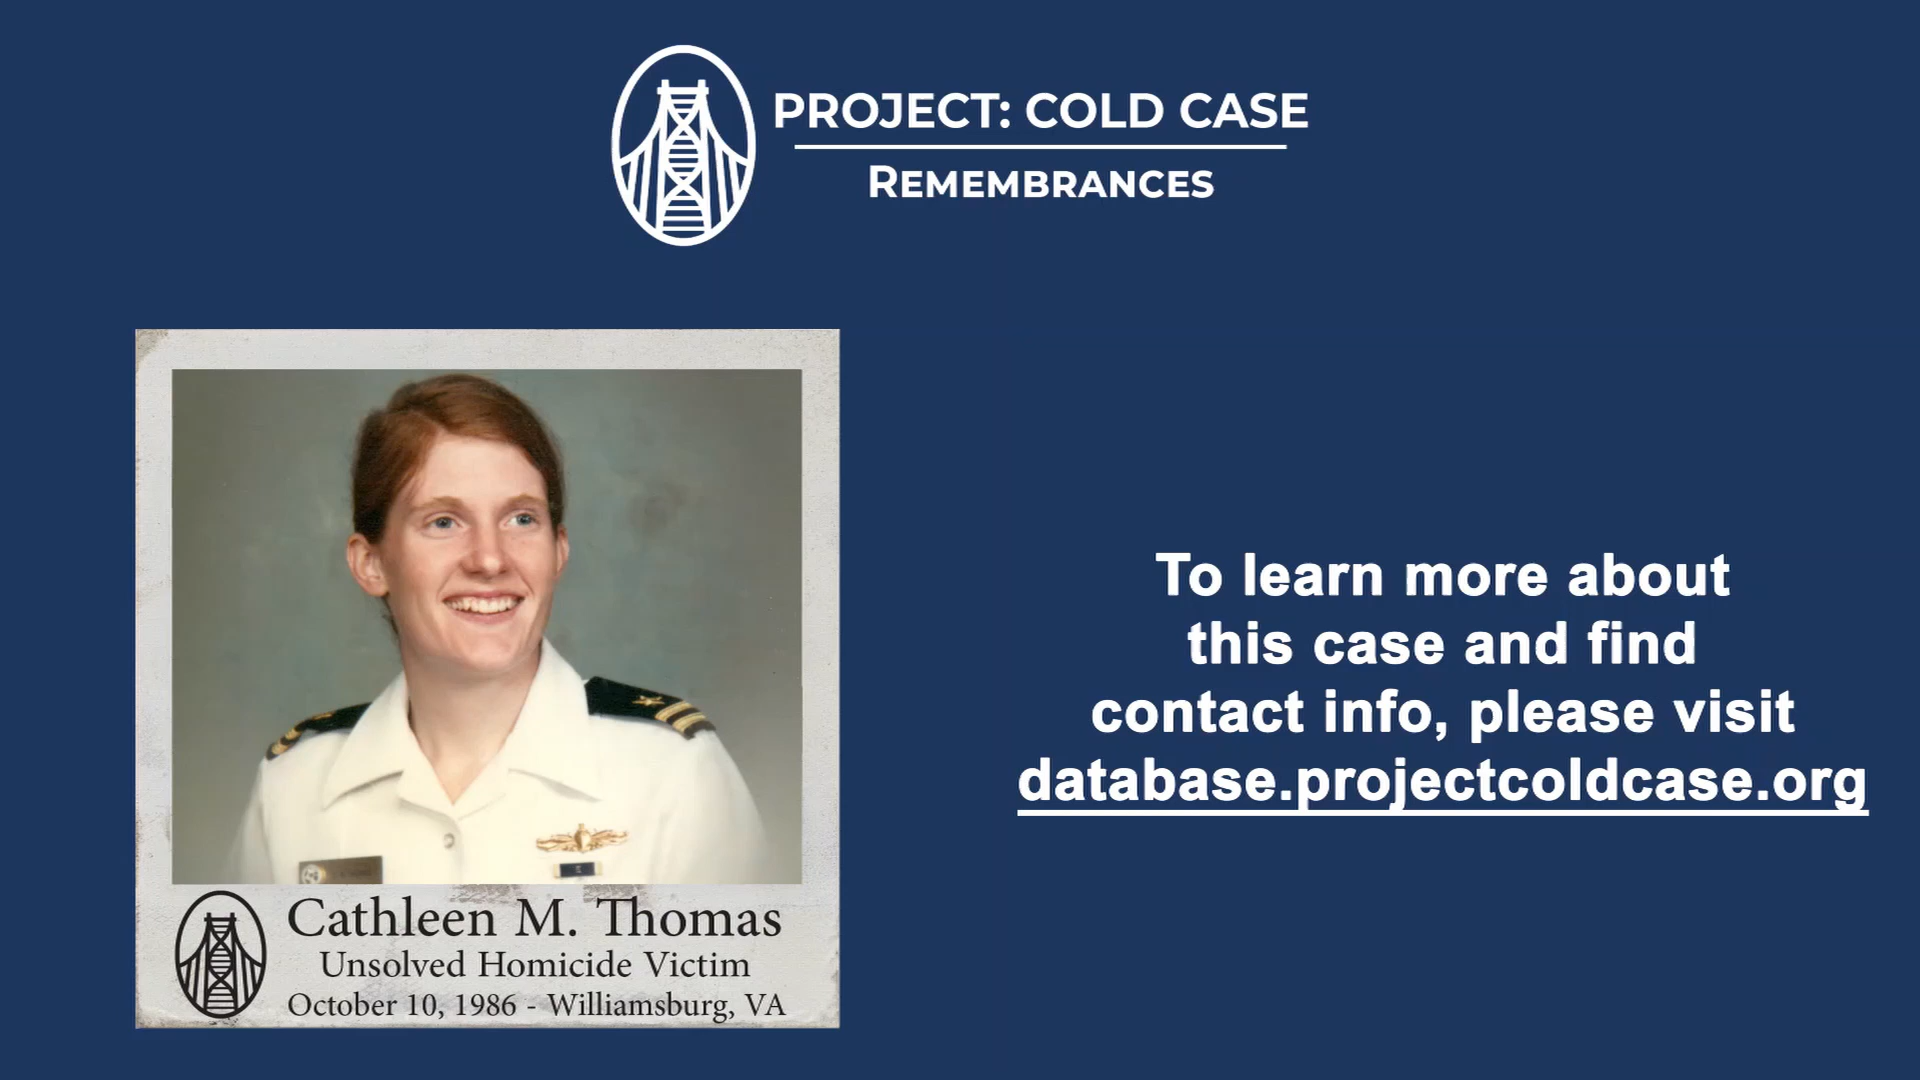 PROJECT: COLD CASE
REMEMBRANCES
To learn more about
this case and find
contact info, please visit
database.projectcoldcase.org
Cathleen M. Thomas
Unsolved Homicide Victim
October 10, 1986 - Williamsburg, VA